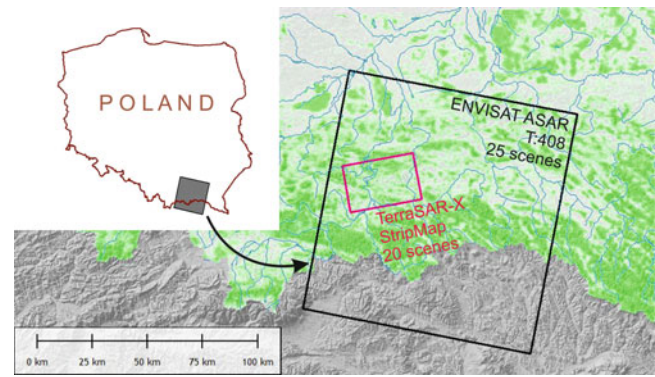 POLAND
ENVISAT ASAR
T:408
25 scenes
TerraSAR-X
StripMap
20 scenes
0 km 25 km 50 km 75 km 100 km